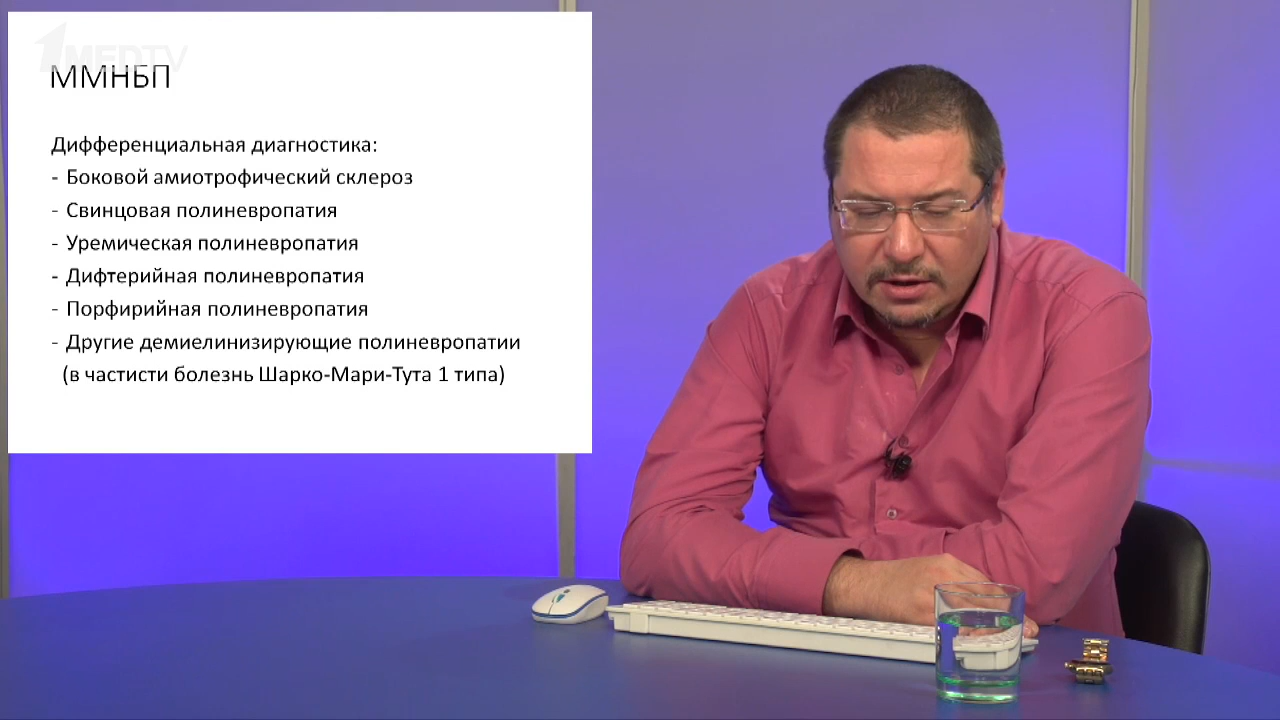 1MEDTV
ММНБП
Дифференциальная диагностика:
- Боковой амиотрофический склероз
- Свинцовая полиневропатия
- Уремическая полиневропатия
- Дифтерийная полиневропатия
- Порфирийная полиневропатия
- Другие демиелинизирующие полиневропатии
(в частисти болезнь Шарко-Мари-Тута 1 типа)